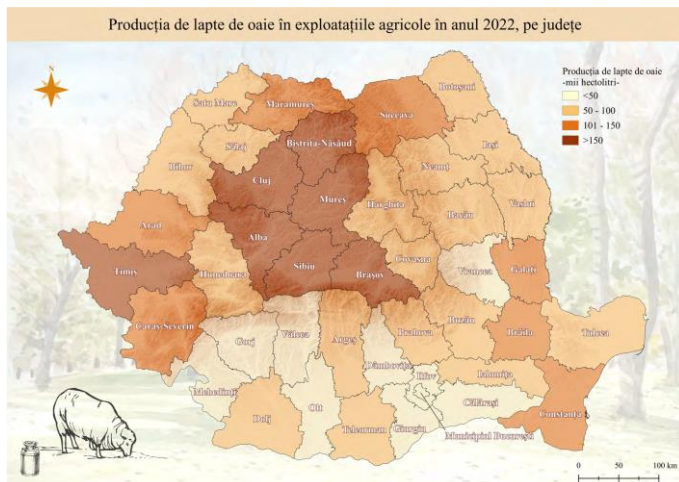 Producția de lapte de oaie în exploatațiile agricole în anul 2022, pe județe
Producția de lapte de oaie
-mii hectolitri-
<50
50 - 100
101 - 150
>150
Botoșani
Satu Mare
Maramureș
Suceava
Bistrița-Năsăud
Sălaj
Iași
Bihor
Neamț
Cluj
Mureș
Harghita
Bacău
Vaslui
Arad
Alba
Timiș
Hunedoara
Sibiu
Brașov
Covasna
Vrancea
Galați
Caraș-Severin
Gorj
Vâlcea
Argeș
Prahova
Buzău
Brăila
Tulcea
Dâmbovița
Ilfov
Ialomița
Mehedinți
Dolj
Olt
Teleorman
Giurgiu
Călărași
Municipiul București
Constanța
0 50 100 km